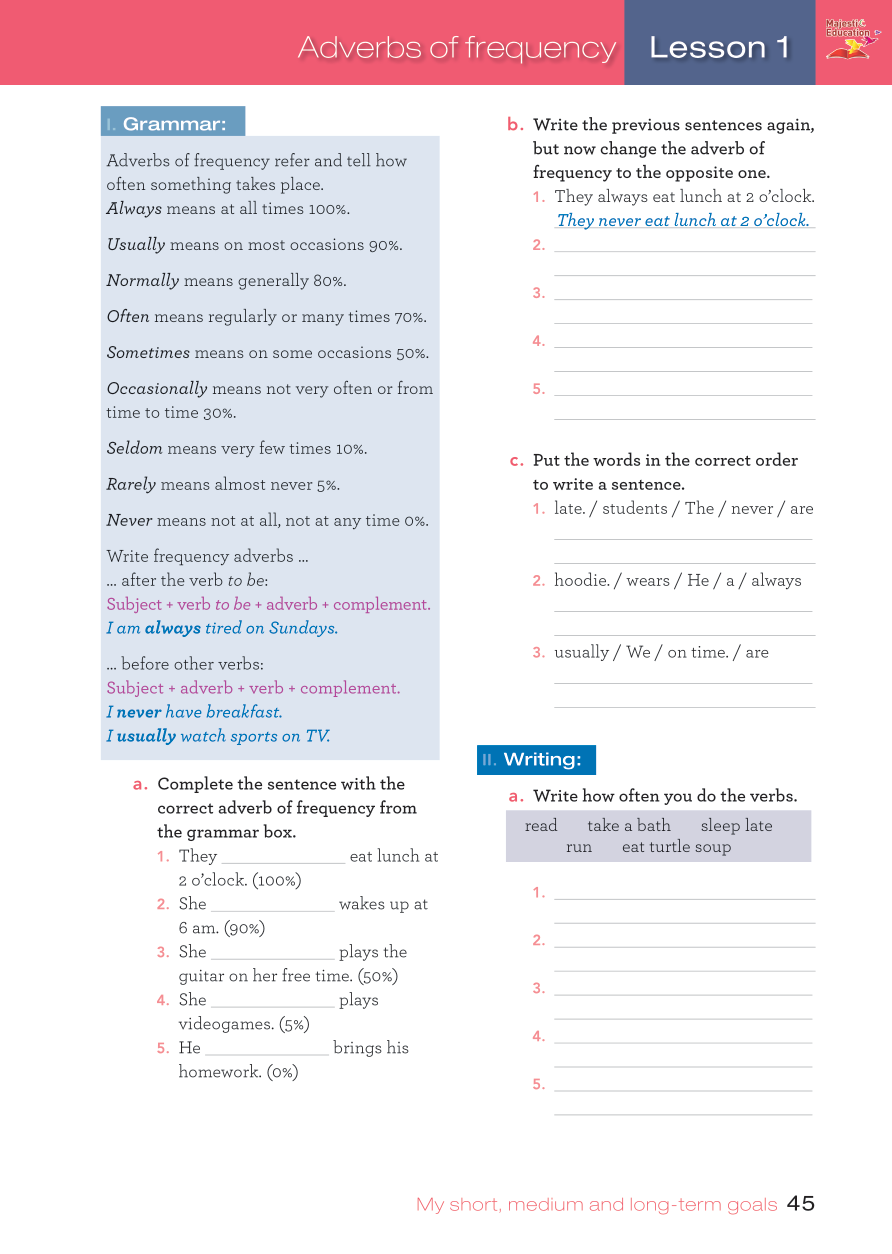 Adverbs of frequency Lesson 1
Majestic
Education
I. Grammar:
Adverbs of frequency refer and tell how
often something takes place.
Always means at all times 100%.
Usually means on most occasions 90%.
Normally means generally 80%.
Often means regularly or many times 70%.
Sometimes means on some occasions 50%.
Occasionally means not very often or from
time to time 30%.
Seldom means very few times 10%.
Rarely means almost never 5%.
Never means not at all, not at any time 0%.
Write frequency adverbs ...
... after the verb to be:
Subject + verb to be + adverb + complement.
I am always tired on Sundays.
... before other verbs:
Subject + adverb + verb + complement.
I never have breakfast.
I usually watch sports on TV.
a. Complete the sentence with the
correct adverb of frequency from
the grammar box.
1. They ______________ eat lunch at
2 o’clock. (100%)
2. She ______________ wakes up at
6 am. (90%)
3. She ______________ plays the
guitar on her free time. (50%)
4. She ______________ plays
videogames. (5%)
5. He ______________ brings his
homework. (0%)
b. Write the previous sentences again,
but now change the adverb of
frequency to the opposite one.
1. They always eat lunch at 2 o’clock.
They never eat lunch at 2 o’clock.
2.
3.
4.
5.
c. Put the words in the correct order
to write a sentence.
1. late. / students / The / never / are
2. hoodie. / wears / He / a / always
3. usually / We / on time. / are
II. Writing:
a. Write how often you do the verbs.
read take a bath sleep late
run eat turtle soup
1.
2.
3.
4.
5.
My short, medium and long-term goals 45